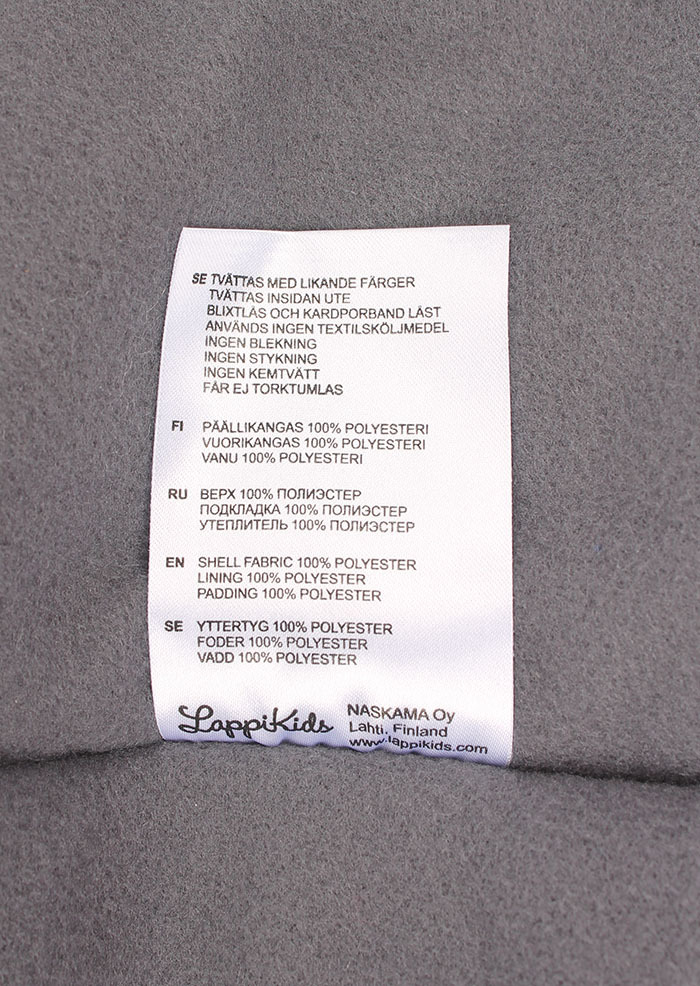 SE TVÄTTAS MED LIKANDE FÄRGER
TVÄTTAS INSIDAN UTE
BLIXTLÅS OCH KARDPORBAND LÅST
ANVÄNDS INGEN TEXTILSKÖLJMEDEL
INGEN BLEKNING
INGEN STYKNING
INGEN KEMTVÄTT
FÅR EJ TORKTUMLAS
FI PÄÄLLIKANGAS 100% POLYESTERI
VUORIKANGAS 100% POLYESTERI
VANU 100% POLYESTERI
RU ВЕРХ 100% ПОЛИЭСТЕР
ПОДКЛАДКА 100% ПОЛИЭСТЕР
УТЕПЛИТЕЛЬ 100% ПОЛИЭСТЕР
EN SHELL FABRIC 100% POLYESTER
LINING 100% POLYESTER
PADDING 100% POLYESTER
SE YTTERTYG 100% POLYESTER
FODER 100% POLYESTER
VADD 100% POLYESTER
LappiKids
NASKAMA Oy
Lahti, Finland
www.lappikids.com